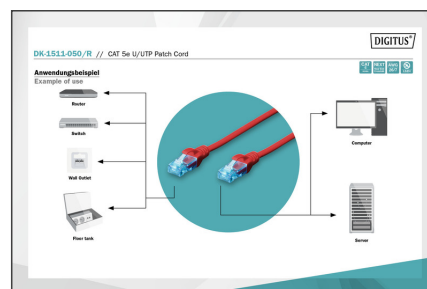 DIGITUS®
DK-1511-050/R // CAT 5e U/UTP Patch Cord
Anwendungsbeispiel
Example of use
Router
Switch
Wall Outlet
Floor tank
Computer
Server